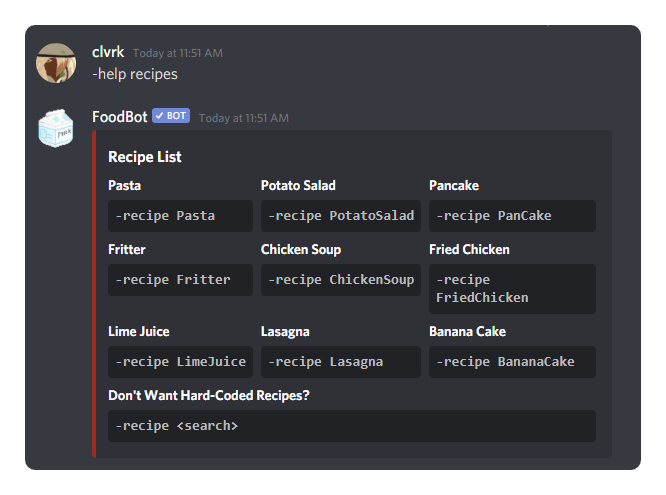 clvrk Today at 11:51 AM
-help recipes
FoodBot ✓ BOT Today at 11:51 AM
Recipe List
Pasta Potato Salad Pancake
-recipe Pasta -recipe PotatoSalad -recipe PanCake
Fritter Chicken Soup Fried Chicken
-recipe Fritter -recipe ChickenSoup -recipe
FriedChicken
Lime Juice Lasagna Banana Cake
-recipe LimeJuice -recipe Lasagna -recipe BananaCake
Don't Want Hard-Coded Recipes?
-recipe <search>